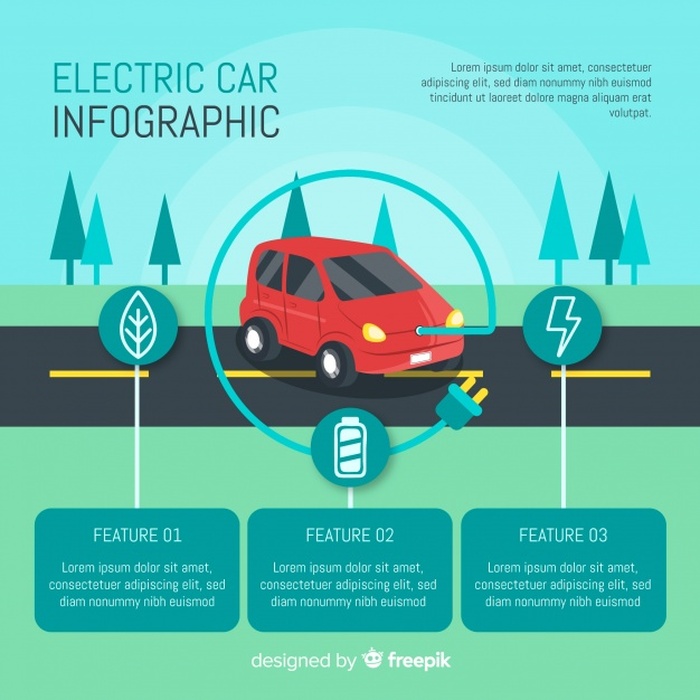 ELECTRIC CAR
INFOGRAPHIC
Lorem ipsum dolor sit amet, consectetuer
adipiscing elit, sed diam nonummy nibh euismod
tincidunt ut laoreet dolore magna aliquam erat
volutpat.
FEATURE 01
Lorem ipsum dolor sit amet,
consectetuer adipiscing elit, sed
diam nonummy nibh euismod
FEATURE 02
Lorem ipsum dolor sit amet,
consectetuer adipiscing elit, sed
diam nonummy nibh euismod
FEATURE 03
Lorem ipsum dolor sit amet,
consectetuer adipiscing elit, sed
diam nonummy nibh euismod
designed by freepik